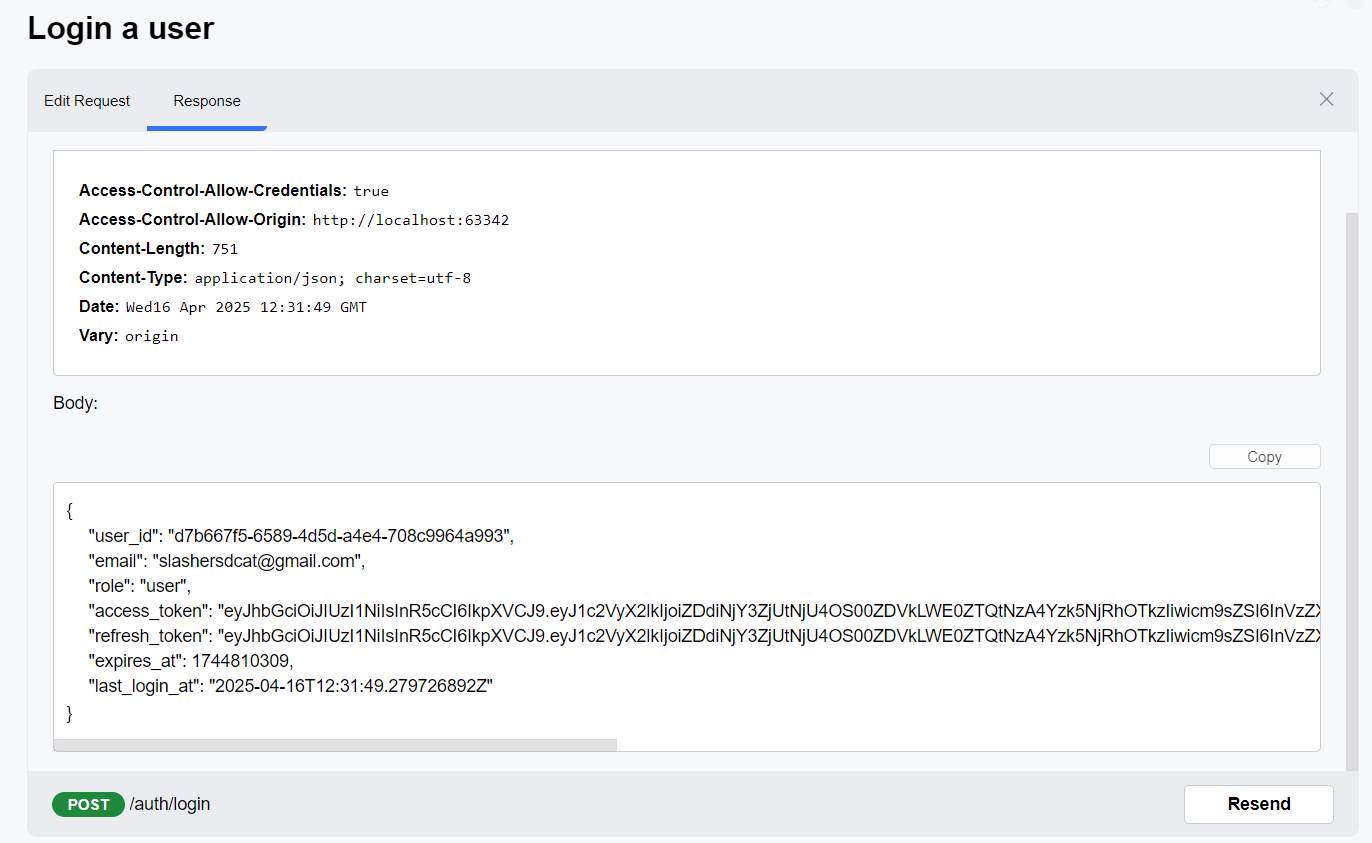 Login a user
Edit Request Response
Access-Control-Allow-Credentials: true
Access-Control-Allow-Origin: http://localhost:63342
Content-Length: 751
Content-Type: application/json; charset=utf-8
Date: Wed16 Apr 2025 12:31:49 GMT
Vary: origin
Body:
Copy
{
"user_id": "d7b667f5-6589-4d5d-a4e4-708c9964a993",
"email": "slashersdcat@gmail.com",
"role": "user",
"access_token": "eyJhbGciOiJIUzI1NiIsInR5cCI6IkpXVCJ9.eyJ1c2VyX2lkIjoiZDdiNjY3ZjUtNjU4OS00ZDVkLWE0ZTQtNzA4Yzk5NjRhOTkzIiwicm9sZSI6InVzZX
"refresh_token": "eyJhbGciOiJIUzI1NiIsInR5cCI6IkpXVCJ9.eyJ1c2VyX2lkIjoiZDdiNjY3ZjUtNjU4OS00ZDVkLWE0ZTQtNzA4Yzk5NjRhOTkzIiwicm9sZSI6InVzZX
"expires_at": 1744810309,
"last_login_at": "2025-04-16T12:31:49.279726892Z"
}
POST /auth/login
Resend